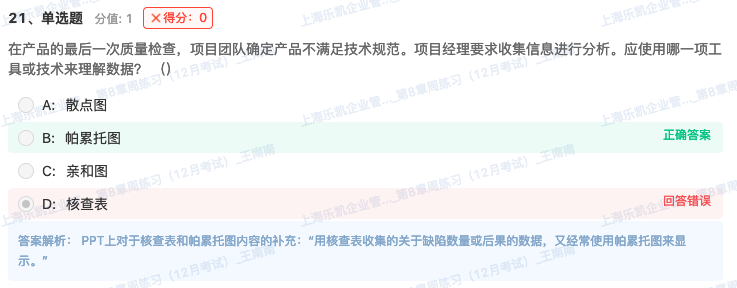 21、单选题 分值: 1 ×得分：0
在产品的最后一次质量检查，项目团队确定产品不满足技术规范。项目经理要求收集信息进行分析。应使用哪一项工
具或技术来理解数据？ （）
A: 散点图
B: 帕累托图 正确答案
C: 亲和图
D: 核查表 回答错误
答案解析： PPT上对于核查表和帕累托图内容的补充：“用核查表收集的关于缺陷数量或后果的数据，又经常使用帕累托图来显
示。”
上海乐凯企业管..._第8章周练习（12月考试）_王南南